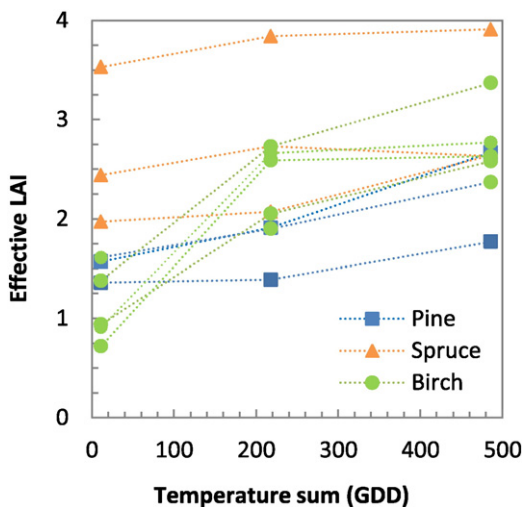 4
3
2
1
0
Effective LAI
Pine
Spruce
Birch
0 100 200 300 400 500
Temperature sum (GDD)